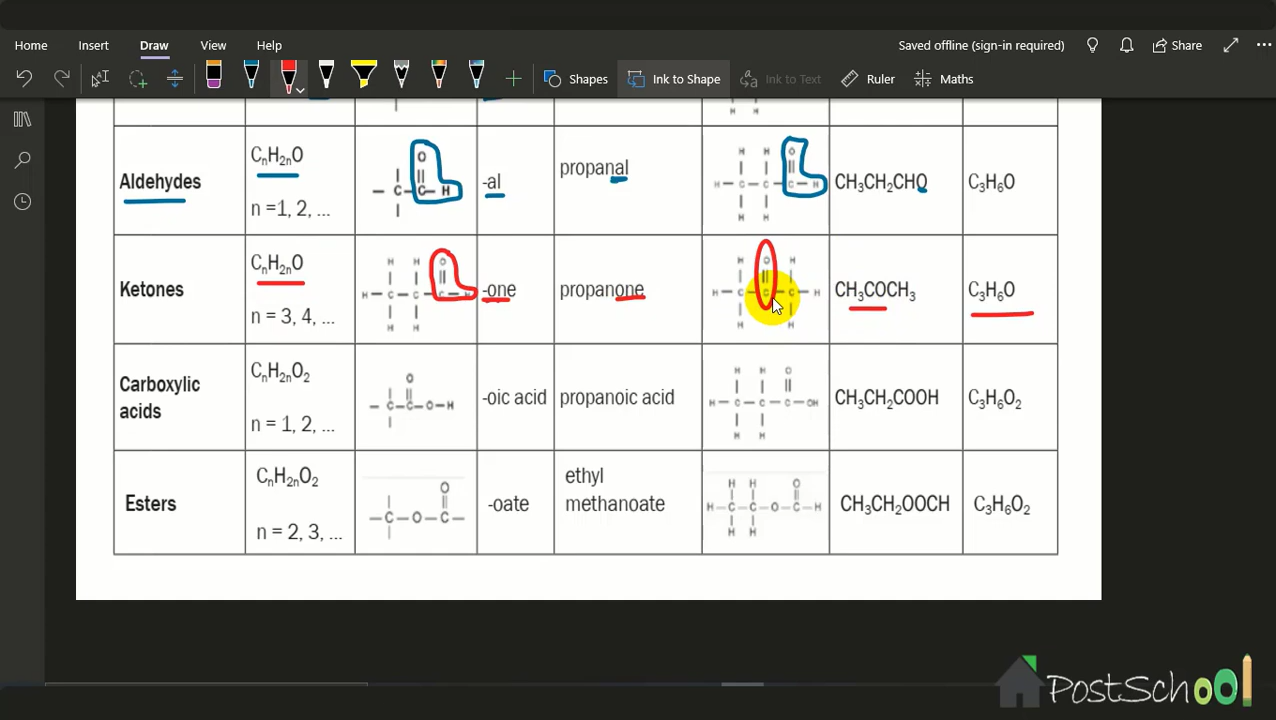 Home Insert Draw View Help Saved offline (sign-in required) Share
Shapes Ink to Shape Ink to Text Ruler Maths
H H
Aldehydes
CnH2nO
n =1, 2, ...
O
C C H
-al
propanal
H H O
H C C C H
H H
CH3CH2CHO
C3H6O
Ketones
CnH2nO
n = 3, 4, ...
H H O
H C C C H
H H
-one
propanone
H O H
H C C C H
H H
CH3COCH3
C3H6O
Carboxylic
acids
CnH2nO2
n = 1, 2, ...
O
C C O H
-oic acid
propanoic acid
H H O
H C C C OH
H H
CH3CH2COOH
C3H6O2
Esters
CnH2nO2
n = 2, 3, ...
O
C O C
-oate
ethyl
methanoate
H H O
H C C O C H
H H
CH3CH2OOCH
C3H6O2
PostSchool